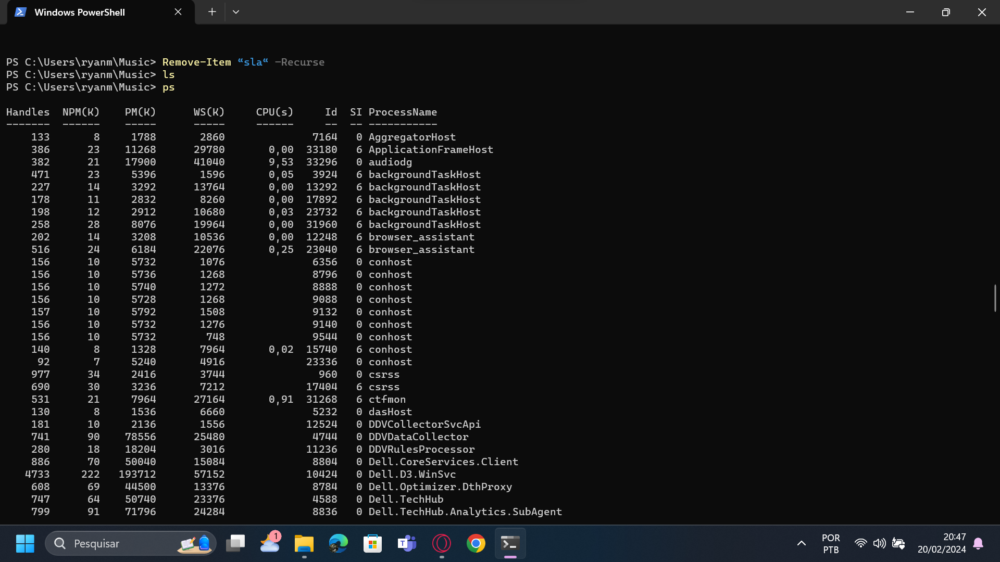 Windows PowerShell
PS C:\Users\ryanm\Music> Remove-Item “sla“ -Recurse
PS C:\Users\ryanm\Music> ls
PS C:\Users\ryanm\Music> ps
Handles  NPM(K)    PM(K)      WS(K)     CPU(s)     Id  SI ProcessName
-------  ------    -----      -----     ------     --  -- -----------
    133       8     1788       2860              7164   0 AggregatorHost
    386      23    11268      29780       0,00  33180   6 ApplicationFrameHost
    382      21    17900      41040       9,53  33296   0 audiodg
    471      23     5396       1596       0,05   3924   6 backgroundTaskHost
    227      14     3292      13764       0,00  13292   6 backgroundTaskHost
    178      11     2832       8260       0,00  17892   6 backgroundTaskHost
    198      12     2912      10680       0,03  23732   6 backgroundTaskHost
    258      28     8076      19964       0,00  31960   6 backgroundTaskHost
    202      14     3208      10536       0,00  12248   6 browser_assistant
    516      24     6184      22076       0,25  23040   6 browser_assistant
    156      10     5732       1076              6356   0 conhost
    156      10     5736       1268              8796   0 conhost
    156      10     5740       1272              8888   0 conhost
    156      10     5728       1268              9088   0 conhost
    157      10     5792       1508              9132   0 conhost
    156      10     5732       1276              9140   0 conhost
    156      10     5732        748              9544   0 conhost
    140       8     1328       7964       0,02  15740   6 conhost
     92       7     5240       4916             23336   0 conhost
    977      34     2416       3744               960   0 csrss
    690      30     3236       7212             17404   6 csrss
    531      21     7964      27164       0,91  31268   6 ctfmon
    130       8     1536       6660              5232   0 dasHost
    181      10     2136       1556             12524   0 DDVCollectorSvcApi
    741      90    78556      25480              4744   0 DDVDataCollector
    280      18    18204       3016             11236   0 DDVRulesProcessor
    886      70    50040      15084              8804   0 Dell.CoreServices.Client
   4733     222   193712      57152             10424   0 Dell.D3.WinSvc
    608      69    44500      13376              8784   0 Dell.Optimizer.DthProxy
    747      64    50740      23376              4588   0 Dell.TechHub
    799      91    71796      24284              8836   0 Dell.TechHub.Analytics.SubAgent
Pesquisar
1
T
POR
PTB
20:47
20/02/2024